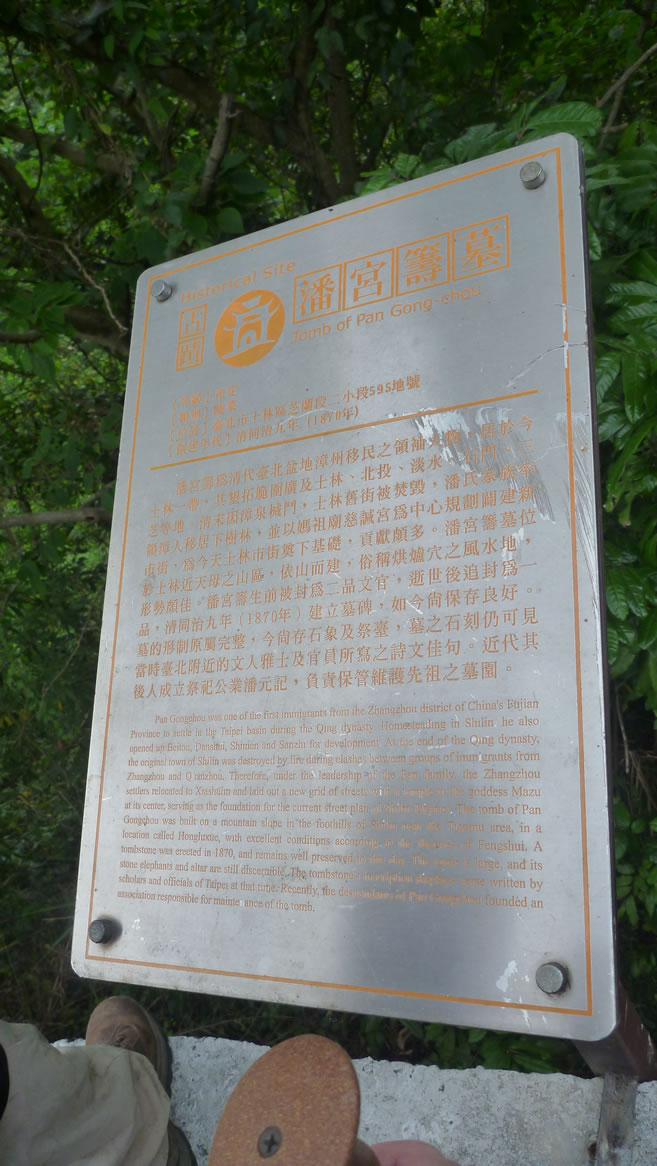 Historical Site
古蹟
潘宮籌墓
Tomb of Pan Gong-chou
臺北市士林區芝蘭段二小段595地號
清同治九年 (1870年)
潘宮籌爲清代臺北盆地漳州移民之領袖 居於今
士林一帶，其墾拓範圍廣及士林、北投、淡水、石門、三
芝等地。清末因漳泉械鬥，士林舊街被焚毀，潘氏家族率
領漳人移居下樹林，並以媽祖廟慈諴宮爲中心規劃闢建新
市街，爲今天士林市街奠下基礎，貢獻頗多。潘宮籌墓位
於士林近天母之山區，依山而建，俗稱烘爐穴之風水地，
形勢頗佳。潘宮籌生前被封爲二品文官，逝世後追封爲一
品，清同治九年（1870年）建立墓碑，如今尚保存良好。
墓的形制原屬完整，今尚存石象及祭臺，墓之石刻仍可見
當時臺北附近的文人雅士及官員所寫之詩文佳句。近代其
後人成立祭祀公業潘元記，負責保管維護先祖之墓園。
Pan Gongchou was one of the first immigrants from the Zhangzhou district of China's Fujian
Province to settle in the Taipei basin during the Qing dynasty. Homesteading in Shilin, he also
opened up Beitou, Danshui, Shimen and Sanzhi for development. At the end of the Qing dynasty,
the original town of Shilin was destroyed by fire during clashes between groups of immigrants from
Zhangzhou and Quanzhou. Therefore, under the leadership of the Pan family, the Zhangzhou
settlers relocated to Xiashulin and laid out a new grid of streets with a temple to the goddess Mazu
at its center, serving as the foundation for the current street plan of Shilin District. The tomb of Pan
Gongchou was built on a mountain slope in the foothills of Shilin near the Tianmu area, in a
location called Hongluxue, with excellent conditions according to the theories of Fengshui. A
tombstone was erected in 1870, and remains well preserved to this day. The tomb is large, and its
stone elephants and altar are still discernible. The tombstone's inscription were written by
scholars and officials of Taipei at that time. Recently, the descendants of Pan Gongchou founded an
association responsible for maintenance of the tomb.